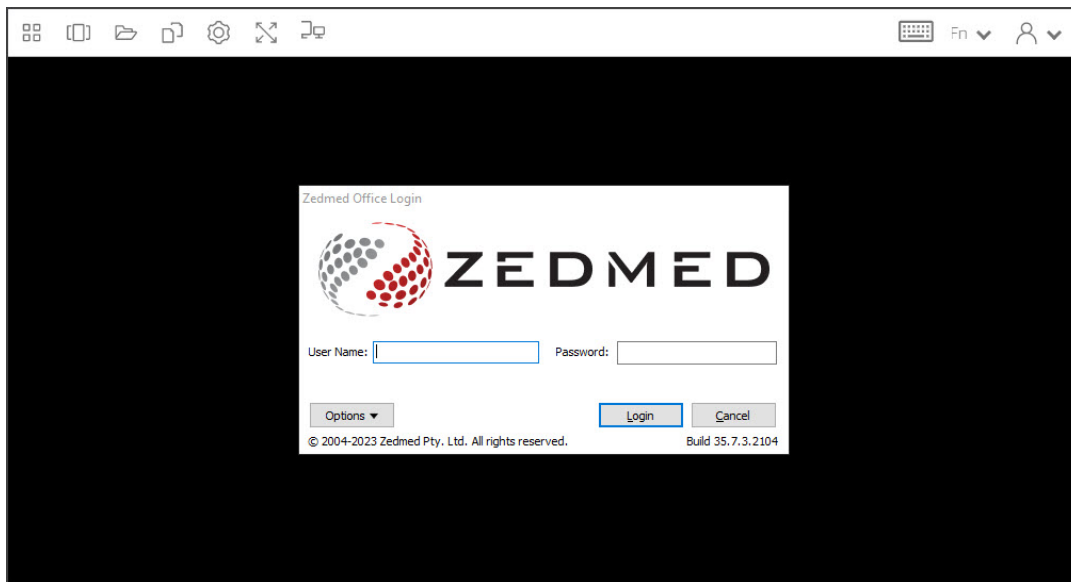 Fn
Zedmed Office Login
ZEDMED
User Name: Password:
Options Login Cancel
© 2004-2023 Zedmed Pty. Ltd. All rights reserved. Build 35.7.3.2104